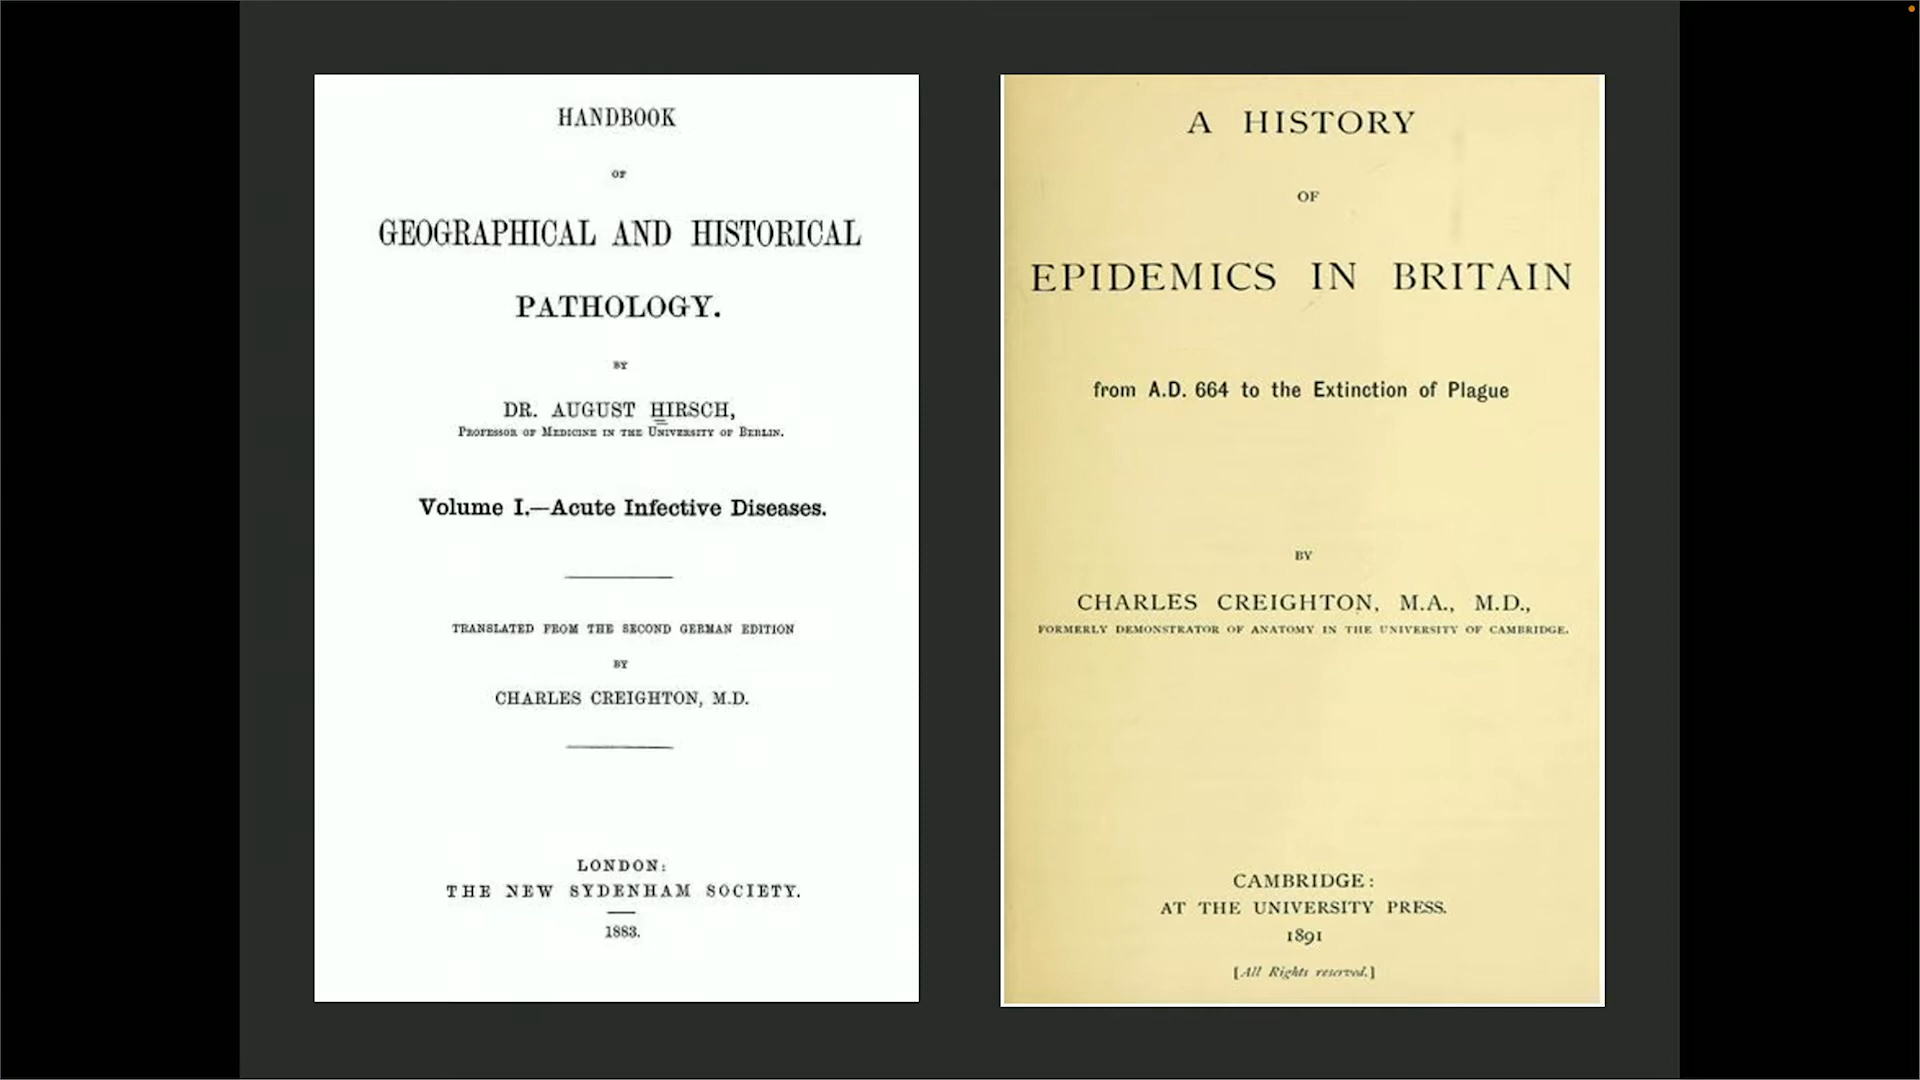 HANDBOOK
OF
GEOGRAPHICAL AND HISTORICAL
PATHOLOGY.
BY
DR. AUGUST HIRSCH,
PROFESSOR OF MEDICINE IN THE UNIVERSITY OF BERLIN.
Volume I.—Acute Infective Diseases.
TRANSLATED FROM THE SECOND GERMAN EDITION
BY
CHARLES CREIGHTON, M.D.
LONDON:
THE NEW SYDENHAM SOCIETY.
1883.
A HISTORY
OF
EPIDEMICS IN BRITAIN
from A.D. 664 to the Extinction of Plague
BY
CHARLES CREIGHTON, M.A., M.D.,
FORMERLY DEMONSTRATOR OF ANATOMY IN THE UNIVERSITY OF CAMBRIDGE.
CAMBRIDGE:
AT THE UNIVERSITY PRESS.
1891
[All Rights reserved.]